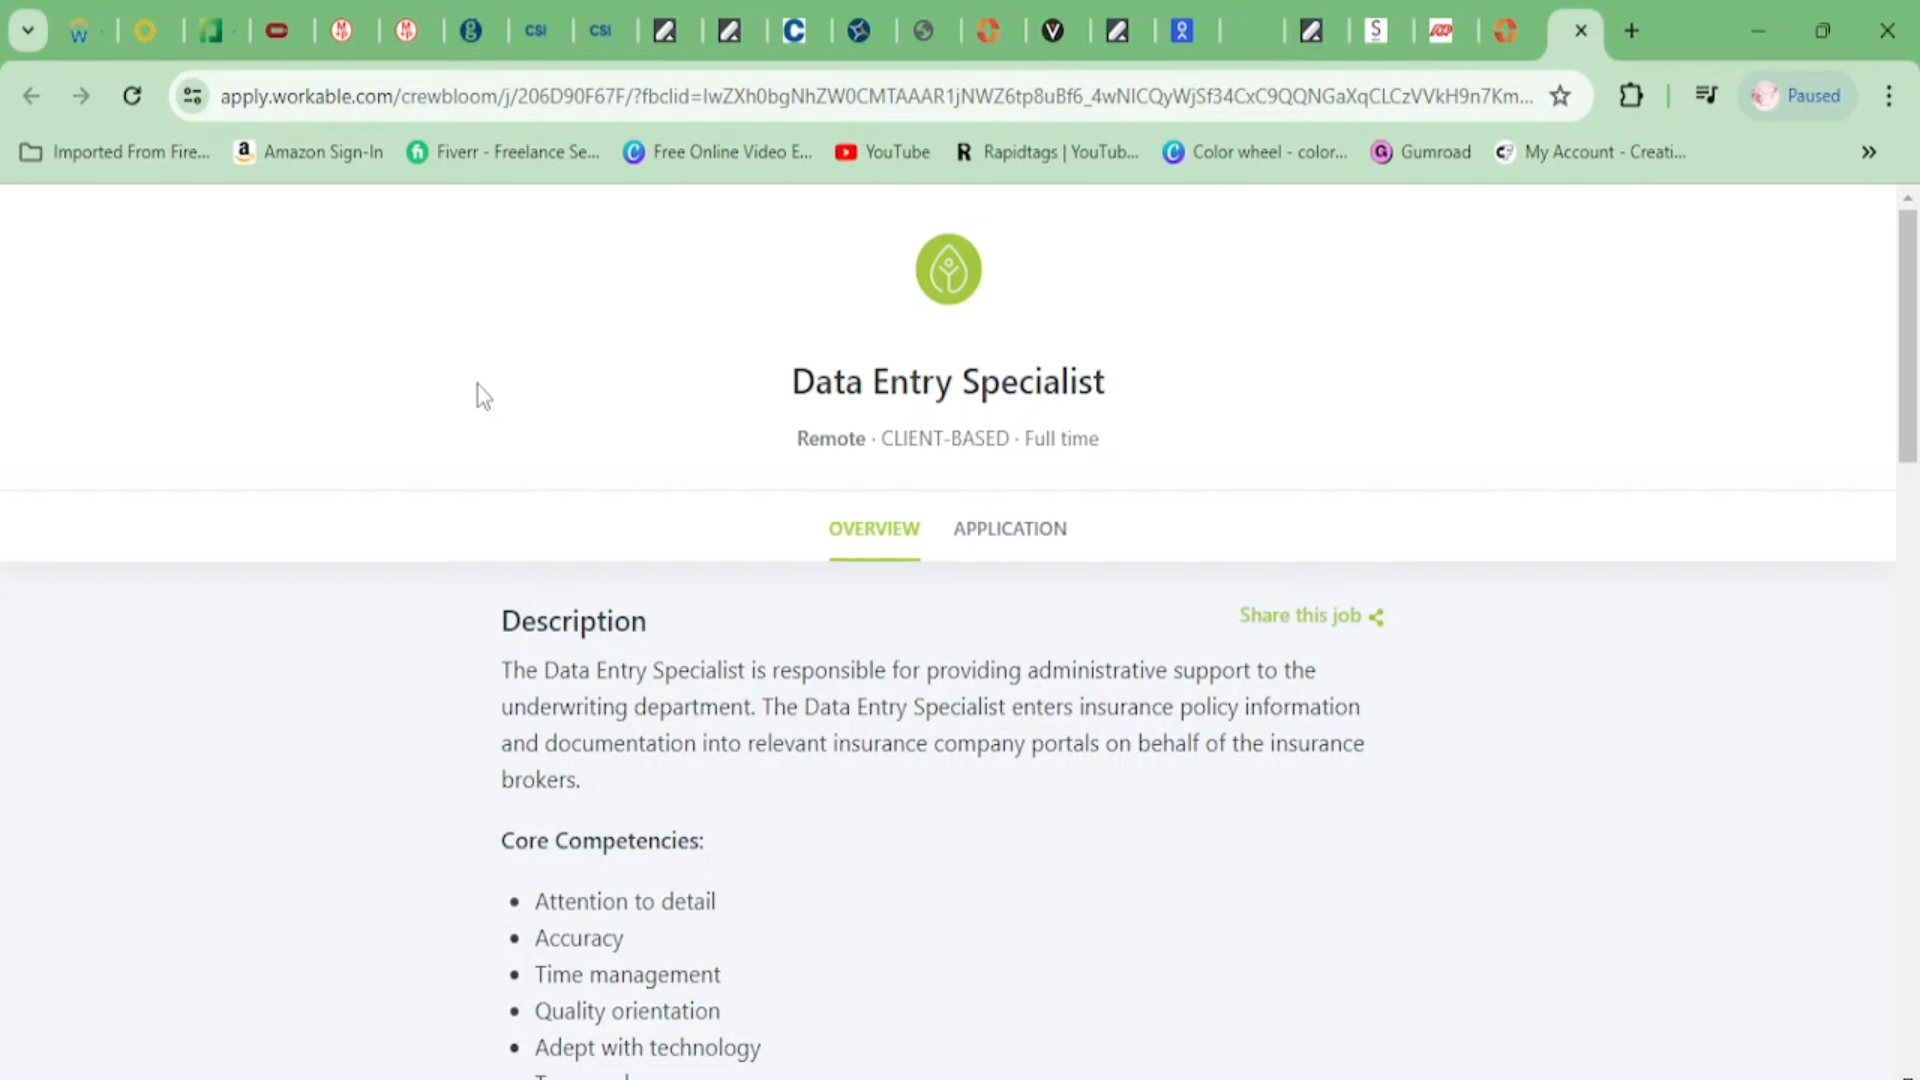 CSI
CSI
apply.workable.com/crewbloom/j/206D90F67F/?fbclid=IwZXh0bgNhZW0CMTAAAR1jNWZ6tp8uBf6_4wNICQyWjSf34CxC9QQNGaXqCLCzVVkH9n7Km...
Paused
Imported From Fire...
Amazon Sign-In
Fiverr - Freelance Se...
Free Online Video E...
YouTube
Rapidtags | YouTub...
Color wheel - color...
Gumroad
My Account - Creati...
Data Entry Specialist
Remote · CLIENT-BASED · Full time
OVERVIEW
APPLICATION
Description
Share this job
The Data Entry Specialist is responsible for providing administrative support to the
underwriting department. The Data Entry Specialist enters insurance policy information
and documentation into relevant insurance company portals on behalf of the insurance
brokers.
Core Competencies:
• Attention to detail
• Accuracy
• Time management
• Quality orientation
• Adept with technology